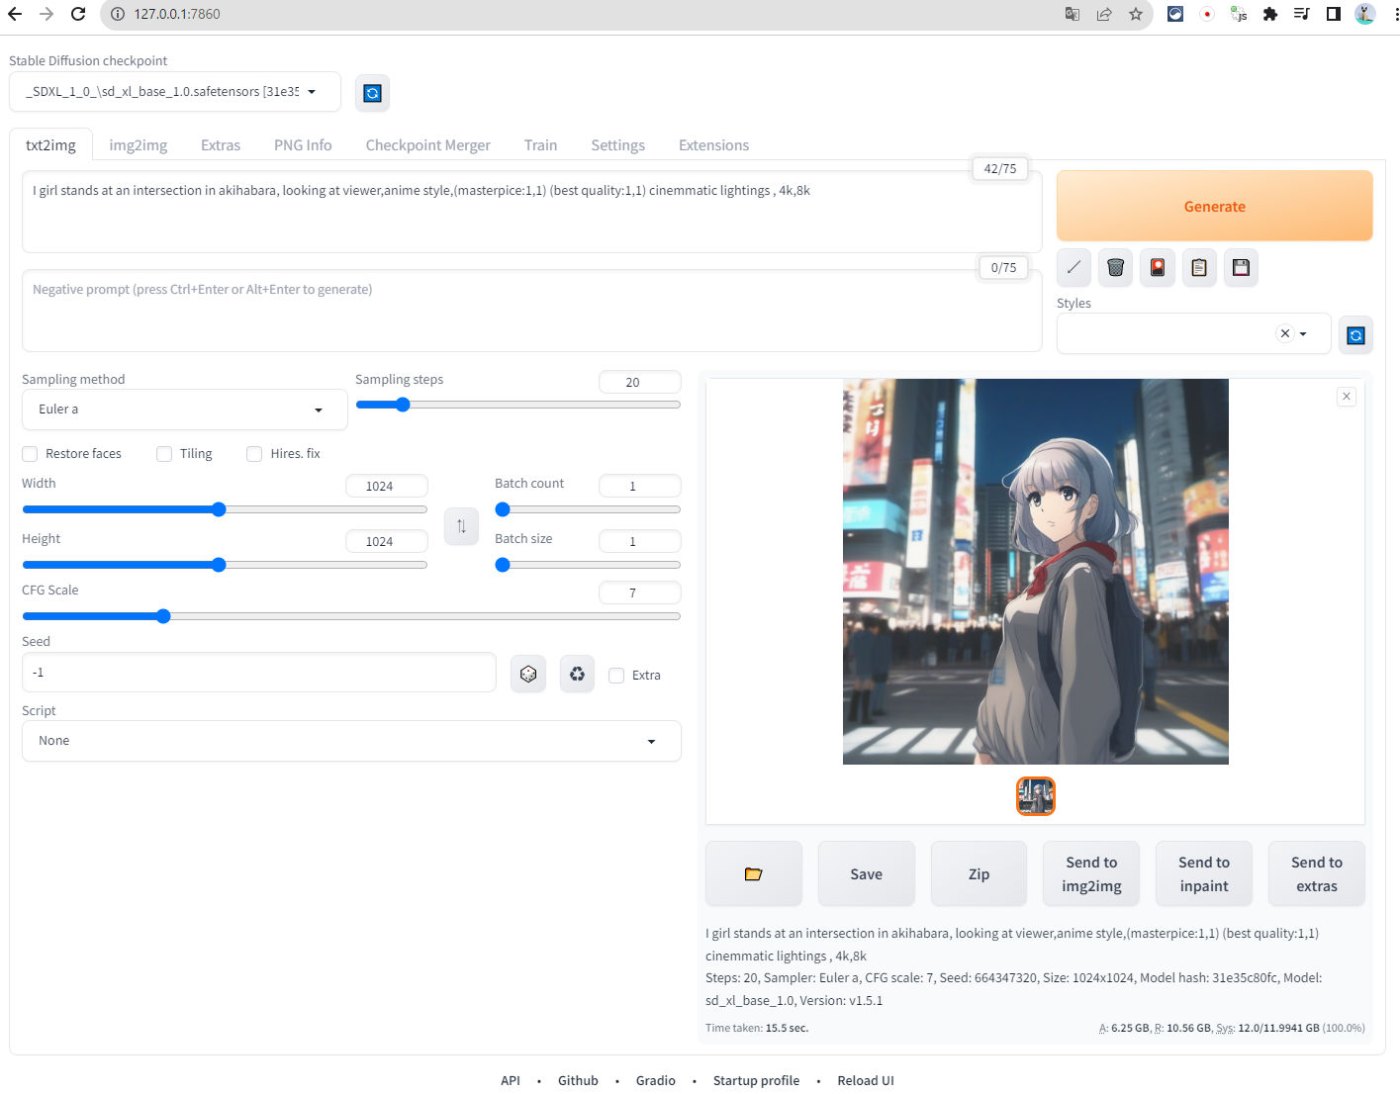 127.0.0.1:7860
Stable Diffusion checkpoint
_SDXL_1_0_\sd_xl_base_1.0.safetensors [31e35
txt2img img2img Extras PNG Info Checkpoint Merger Train Settings Extensions
42/75
I girl stands at an intersection in akihabara, looking at viewer,anime style,(masterpice:1,1) (best quality:1,1) cinemmatic lightings , 4k,8k
Generate
0/75
Negative prompt (press Ctrl+Enter or Alt+Enter to generate)
Styles
Sampling method
Euler a
Sampling steps
20
Restore faces Tiling Hires. fix
Width
1024
Batch count
1
Height
1024
Batch size
1
CFG Scale
7
Seed
-1
Extra
Script
None
Save
Zip
Send to
img2img
Send to
inpaint
Send to
extras
I girl stands at an intersection in akihabara, looking at viewer,anime style,(masterpice:1,1) (best quality:1,1)
cinemmatic lightings , 4k,8k
Steps: 20, Sampler: Euler a, CFG scale: 7, Seed: 664347320, Size: 1024x1024, Model hash: 31e35c80fc, Model:
sd_xl_base_1.0, Version: v1.5.1
Time taken: 15.5 sec.
A: 6.25 GB, R: 10.56 GB, Sys: 12.0/11.9941 GB (100.0%)
API • Github • Gradio • Startup profile • Reload UI